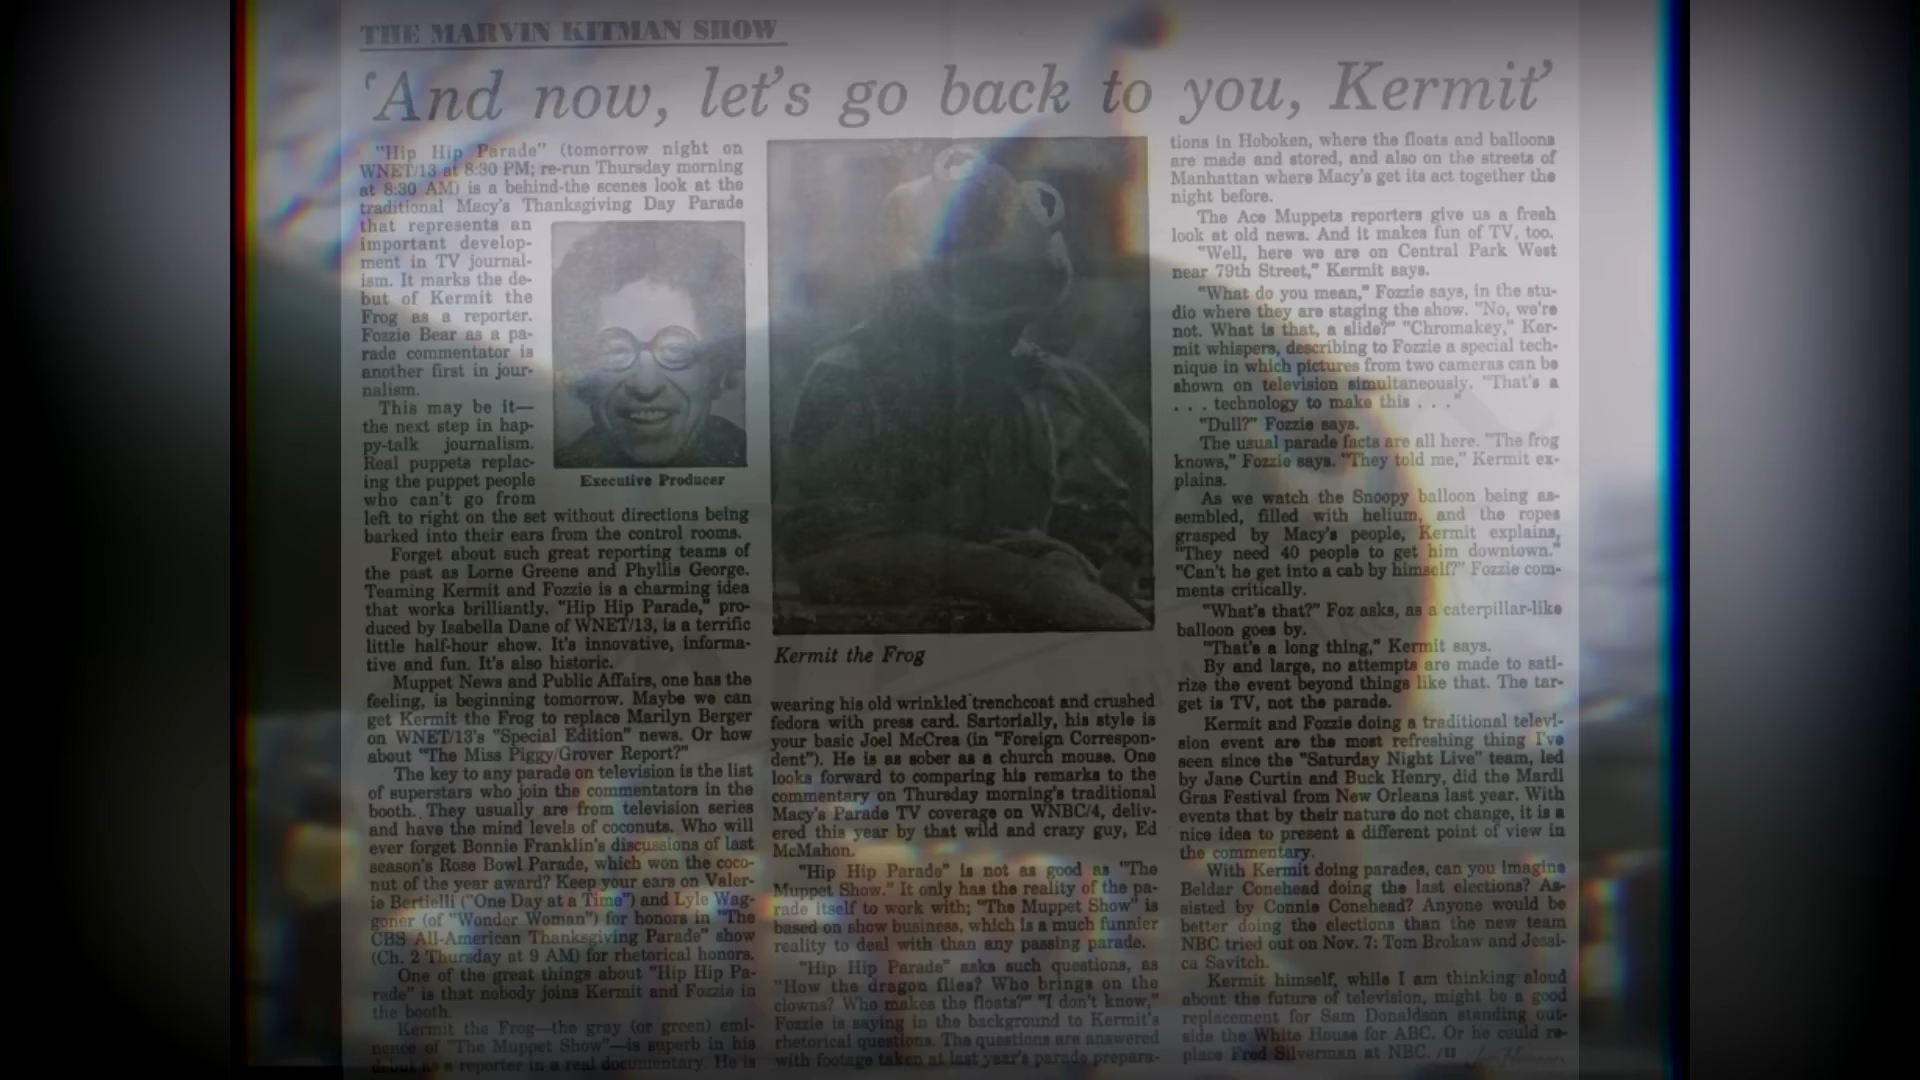 THE MARVIN KITMAN SHOW
'And now, let's go back to you, Kermit'
"Hip Hip Parade" (tomorrow night on
WNET/13 at 8:30 PM; re-run Thursday morning
at 8:30 AM) is a behind-the scenes look at the
traditional Macy's Thanksgiving Day Parade
that represents an
important develop-
ment in TV journal-
ism. It marks the de-
but of Kermit the
Frog as a reporter.
Fozzie Bear as a pa-
rade commentator is
another first in jour-
nalism.
This may be it—
the next step in hap-
py-talk journalism.
Real puppets replac-
ing the puppet people
who can't go from
left to right on the set without directions being
barked into their ears from the control rooms.
Forget about such great reporting teams of
the past as Lorne Greene and Phyllis George.
Teaming Kermit and Fozzie is a charming idea
that works brilliantly. "Hip Hip Parade," pro-
duced by Isabella Dane of WNET/13, is a terrific
little half-hour show. It's innovative, informa-
tive and fun. It's also historic.
Muppet News and Public Affairs, one has the
feeling, is beginning tomorrow. Maybe we can
get Kermit the Frog to replace Marilyn Berger
on WNET/13's "Special Edition" news. Or how
about "The Miss Piggy/Grover Report?"
The key to any parade on television is the list
of superstars who join the commentators in the
booth. They usually are from television series
and have the mind levels of coconuts. Who will
ever forget Bonnie Franklin's discussions of last
season's Rose Bowl Parade, which won the coco-
nut of the year award? Keep your ears on Valer-
ie Bertielli ("One Day at a Time") and Lyle Wag-
goner (of "Wonder Woman") for honors in "The
CBS All-American Thanksgiving Parade" show
(Ch. 2 Thursday at 9 AM) for rhetorical honors.
One of the great things about "Hip Hip Pa-
rade" is that nobody joins Kermit and Fozzie in
the booth.
Kermit the Frog—the gray (or green) emi-
nence of "The Muppet Show"—is superb in his
debut as a reporter in a real documentary. He is
Executive Producer
Kermit the Frog
wearing his old wrinkled trenchcoat and crushed
fedora with press card. Sartorially, his style is
your basic Joel McCrea (in "Foreign Correspon-
dent"). He is as sober as a church mouse. One
looks forward to comparing his remarks to the
commentary on Thursday morning's traditional
Macy's Parade TV coverage on WNBC/4, deliv-
ered this year by that wild and crazy guy, Ed
McMahon.
"Hip Hip Parade" is not as good as "The
Muppet Show." It only has the reality of the pa-
rade itself to work with; "The Muppet Show" is
based on show business, which is a much funnier
reality to deal with than any passing parade.
"Hip Hip Parade" asks such questions, as
"How the dragon flies? Who brings on the
clowns? Who makes the floats?" "I don't know,"
Fozzie is saying in the background to Kermit's
rhetorical questions. The questions are answered
with footage taken at last year's parade prepara-
tions in Hoboken, where the floats and balloons
are made and stored, and also on the streets of
Manhattan where Macy's get its act together the
night before.
The Ace Muppets reporters give us a fresh
look at old news. And it makes fun of TV, too.
"Well, here we are on Central Park West
near 79th Street," Kermit says.
"What do you mean," Fozzie says, in the stu-
dio where they are staging the show. "No, we're
not. What is that, a slide?" "Chromakey," Ker-
mit whispers, describing to Fozzie a special tech-
nique in which pictures from two cameras can be
shown on television simultaneously. "That's a
. . . technology to make this . . ."
"Dull?" Fozzie says.
The usual parade facts are all here. "The frog
knows," Fozzie says. "They told me," Kermit ex-
plains.
As we watch the Snoopy balloon being as-
sembled, filled with helium, and the ropes
grasped by Macy's people, Kermit explains,
"They need 40 people to get him downtown."
"Can't he get into a cab by himself?" Fozzie com-
ments critically.
"What's that?" Foz asks, as a caterpillar-like
balloon goes by.
"That's a long thing," Kermit says.
By and large, no attempts are made to sati-
rize the event beyond things like that. The tar-
get is TV, not the parade.
Kermit and Fozzie doing a traditional televi-
sion event are the most refreshing thing I've
seen since the "Saturday Night Live" team, led
by Jane Curtin and Buck Henry, did the Mardi
Gras Festival from New Orleans last year. With
events that by their nature do not change, it is a
nice idea to present a different point of view in
the commentary.
With Kermit doing parades, can you imagine
Beldar Conehead doing the last elections? As-
sisted by Connie Conehead? Anyone would be
better doing the elections than the new team
NBC tried out on Nov. 7: Tom Brokaw and Jessi-
ca Savitch.
Kermit himself, while I am thinking aloud
about the future of television, might be a good
replacement for Sam Donaldson standing out-
side the White House for ABC. Or he could re-
place Fred Silverman at NBC. /II